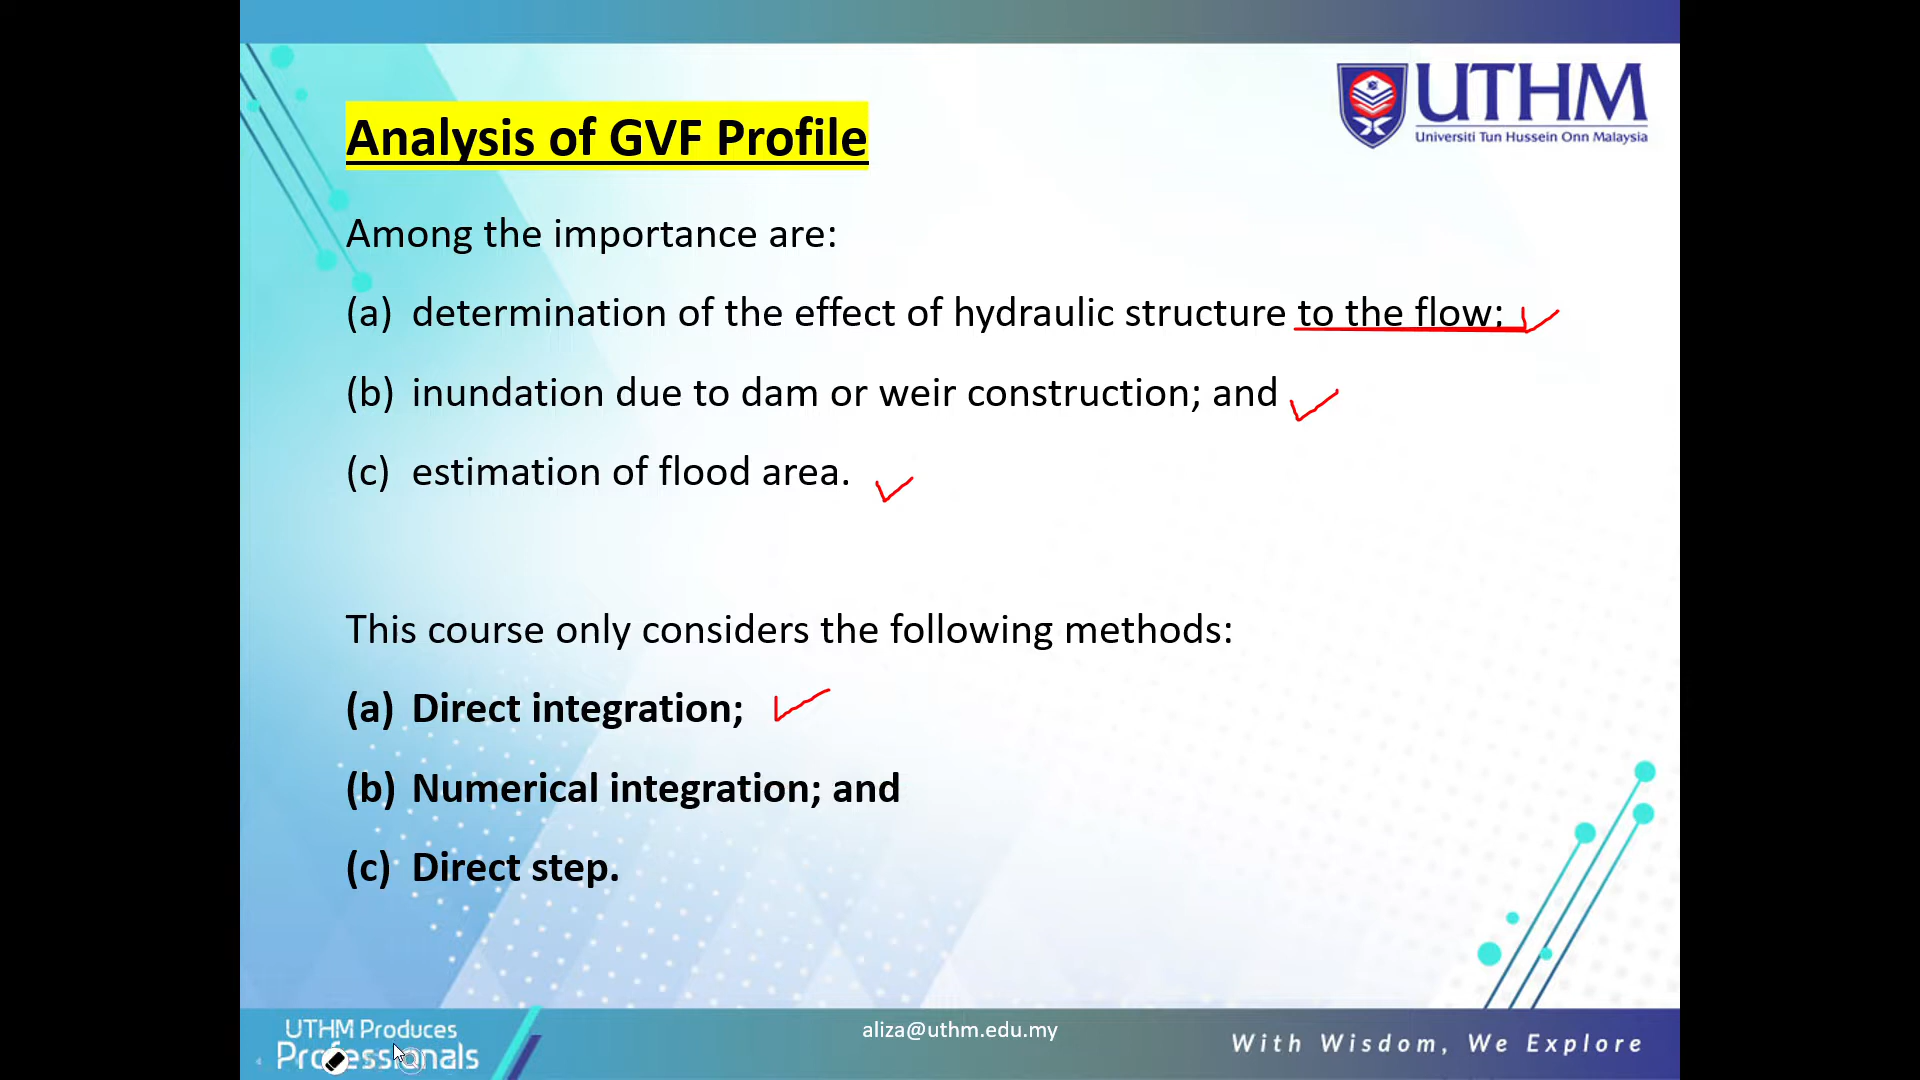 UTHM
Universiti Tun Hussein Onn Malaysia
Analysis of GVF Profile
Among the importance are:
(a) determination of the effect of hydraulic structure to the flow;
(b) inundation due to dam or weir construction; and
(c) estimation of flood area.
This course only considers the following methods:
(a) Direct integration;
(b) Numerical integration; and
(c) Direct step.
UTHM Produces
Professionals
aliza@uthm.edu.my
With Wisdom, We Explore